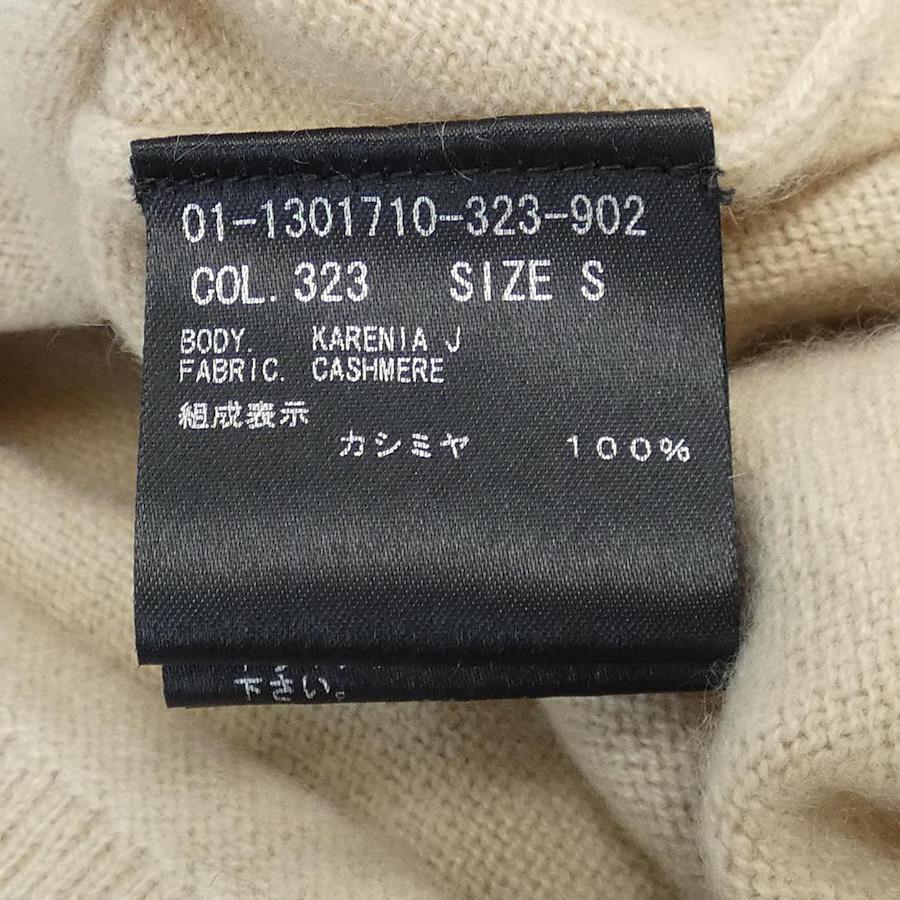 01-1301710-323-902
COL. 323 SIZE S
BODY. KARENIA J
FABRIC. CASHMERE
組成表示
カシミヤ 100%
下さい。